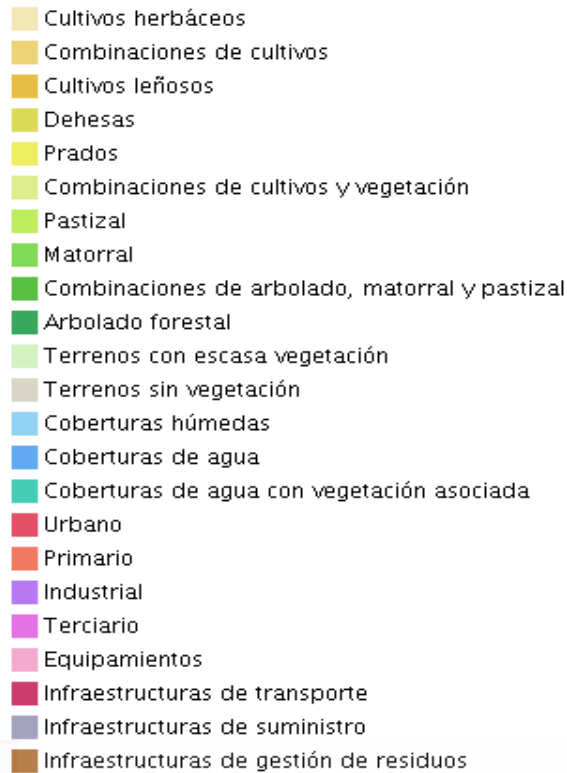 Cultivos herbáceos
Combinaciones de cultivos
Cultivos leñosos
Dehesas
Prados
Combinaciones de cultivos y vegetación
Pastizal
Matorral
Combinaciones de arbolado, matorral y pastizal
Arbolado forestal
Terrenos con escasa vegetación
Terrenos sin vegetación
Coberturas húmedas
Coberturas de agua
Coberturas de agua con vegetación asociada
Urbano
Primario
Industrial
Terciario
Equipamientos
Infraestructuras de transporte
Infraestructuras de suministro
Infraestructuras de gestión de residuos